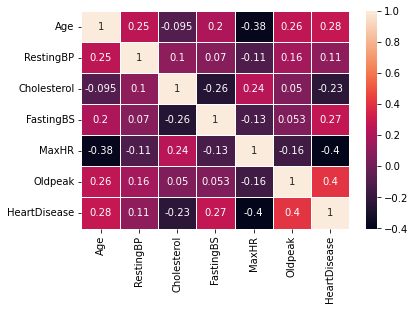 1.0
Age 1 0.25 -0.095 0.2 -0.38 0.26 0.28
0.8
RestingBP 0.25 1 0.1 0.07 -0.11 0.16 0.11
0.6
Cholesterol -0.095 0.1 1 -0.26 0.24 0.05 -0.23
0.4
FastingBS 0.2 0.07 -0.26 1 -0.13 0.053 0.27
0.2
MaxHR -0.38 -0.11 0.24 -0.13 1 -0.16 -0.4
0.0
Oldpeak 0.26 0.16 0.05 0.053 -0.16 1 0.4
-0.2
HeartDisease 0.28 0.11 -0.23 0.27 -0.4 0.4 1
-0.4
Age
RestingBP
Cholesterol
FastingBS
MaxHR
Oldpeak
HeartDisease